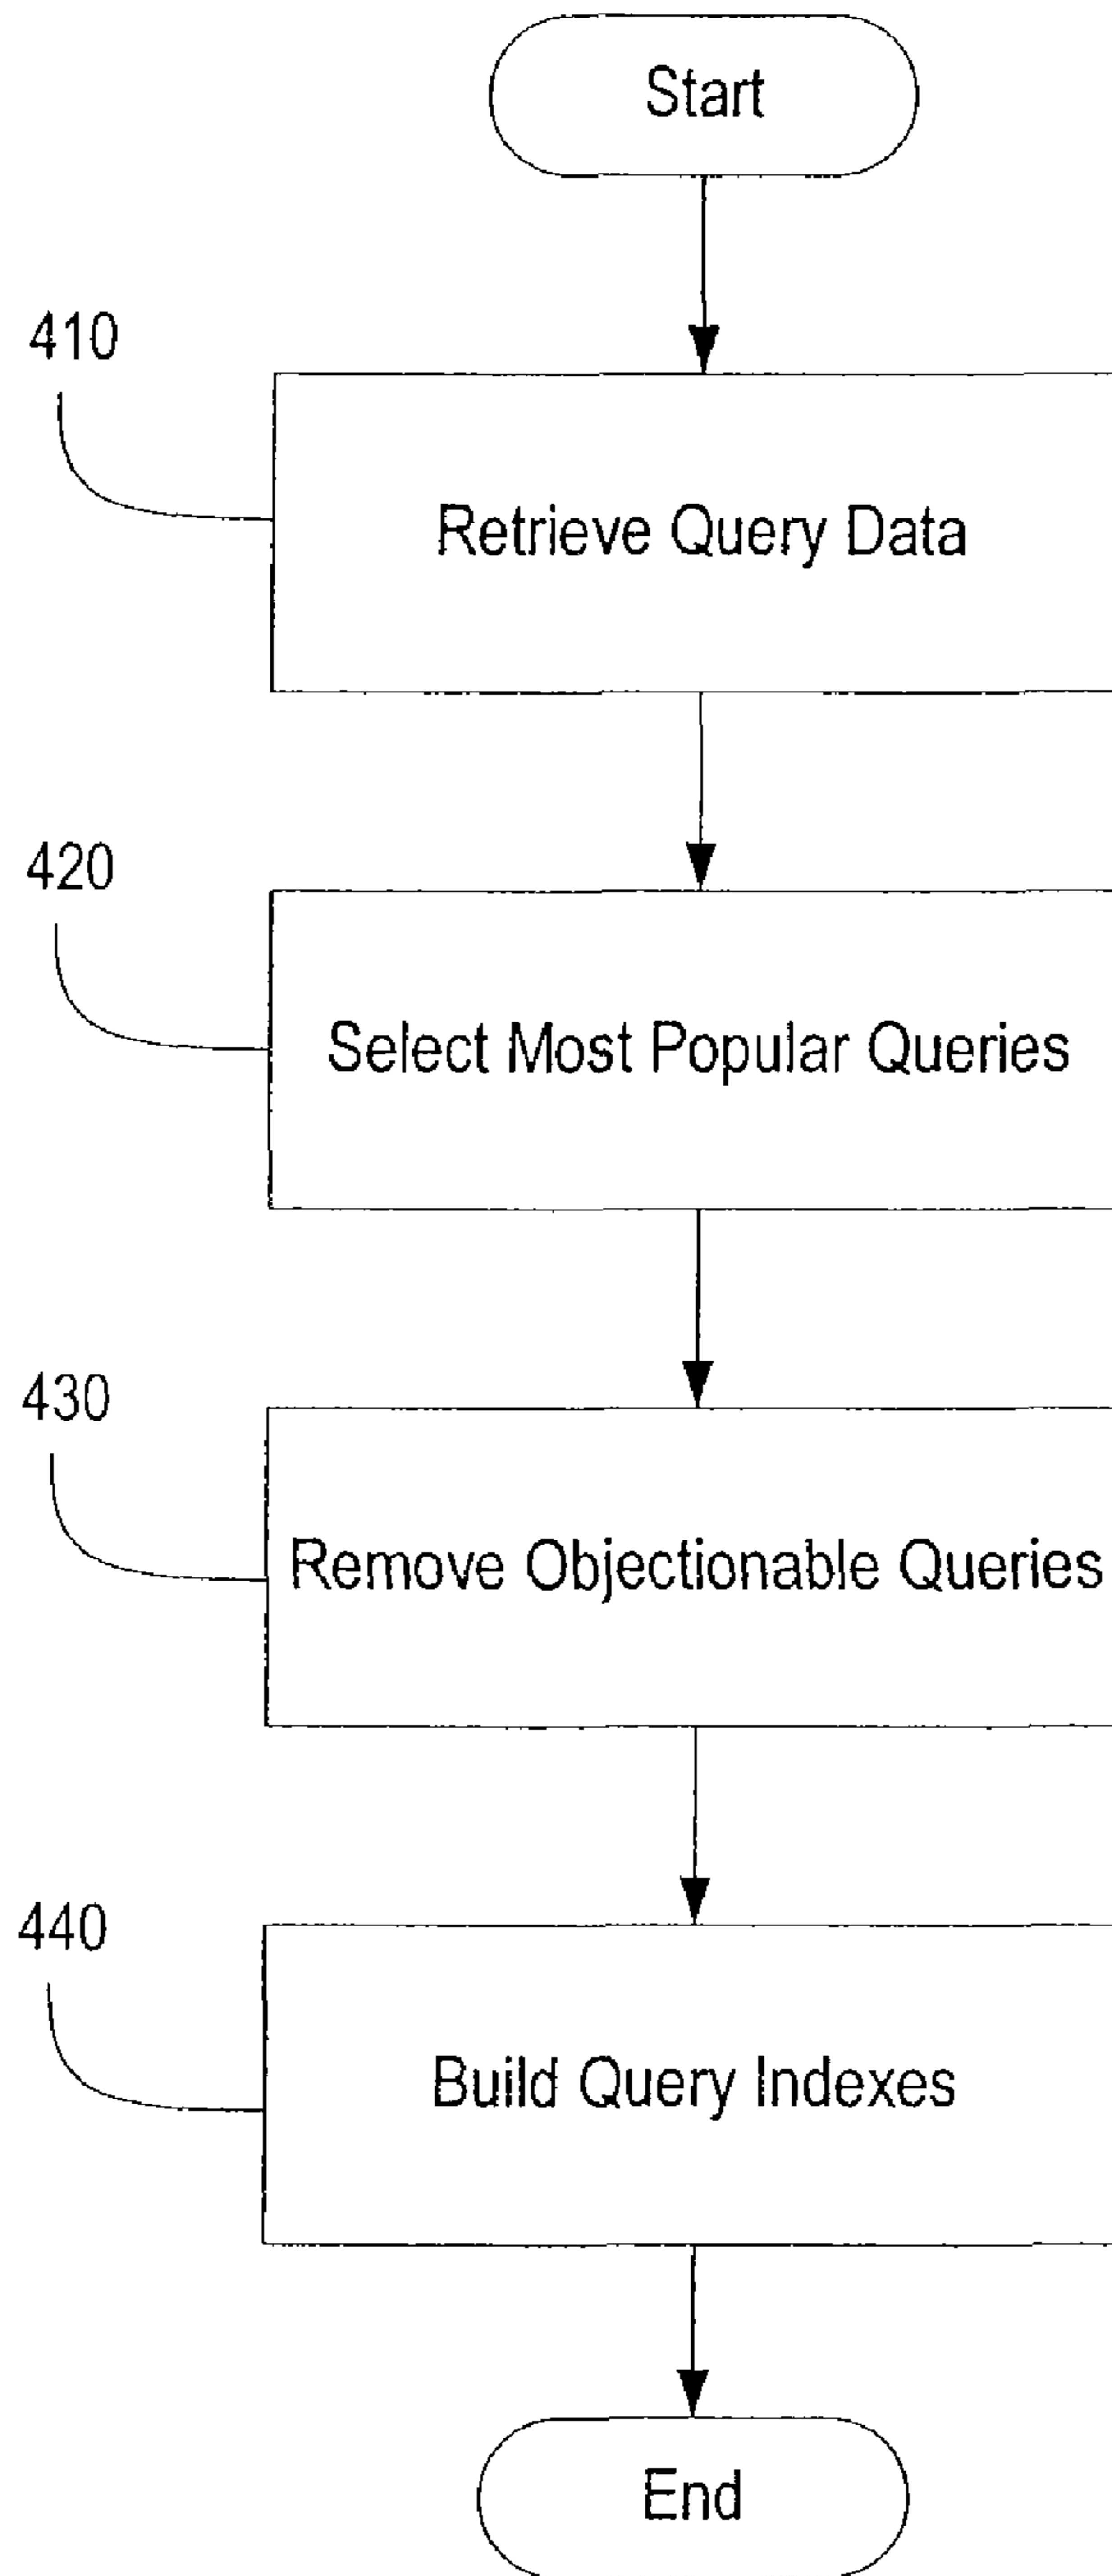 Start
410
Retrieve Query Data
420
Select Most Popular Queries
430
Remove Objectionable Queries
440
Build Query Indexes
End